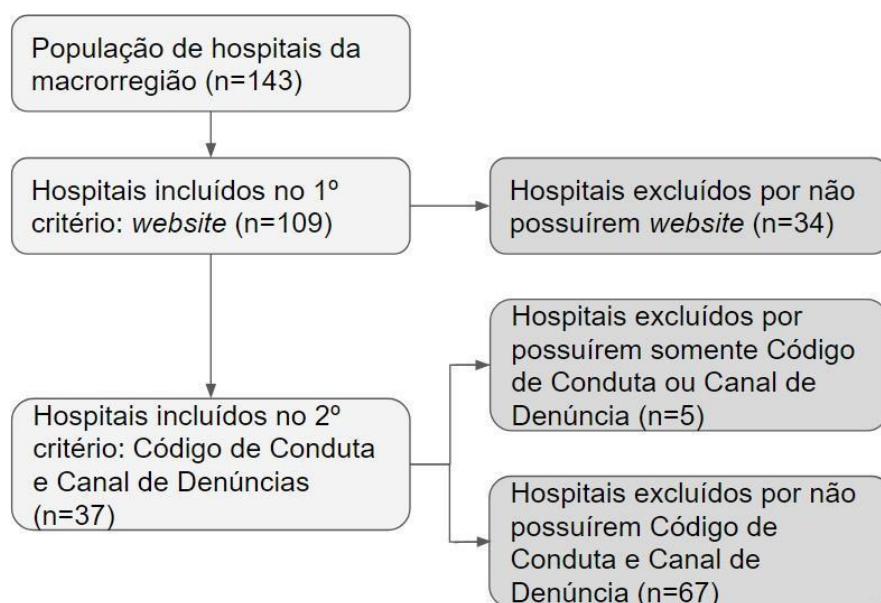 População de hospitais da
macrorregião (n=143)
Hospitais incluídos no 1º
critério: website (n=109)
Hospitais excluídos por não
possuírem website (n=34)
Hospitais excluídos por
possuírem somente Código
de Conduta ou Canal de
Denúncia (n=5)
Hospitais incluídos no 2º
critério: Código de Conduta
e Canal de Denúncias
(n=37)
Hospitais excluídos por não
possuírem Código de
Conduta e Canal de
Denúncia (n=67)